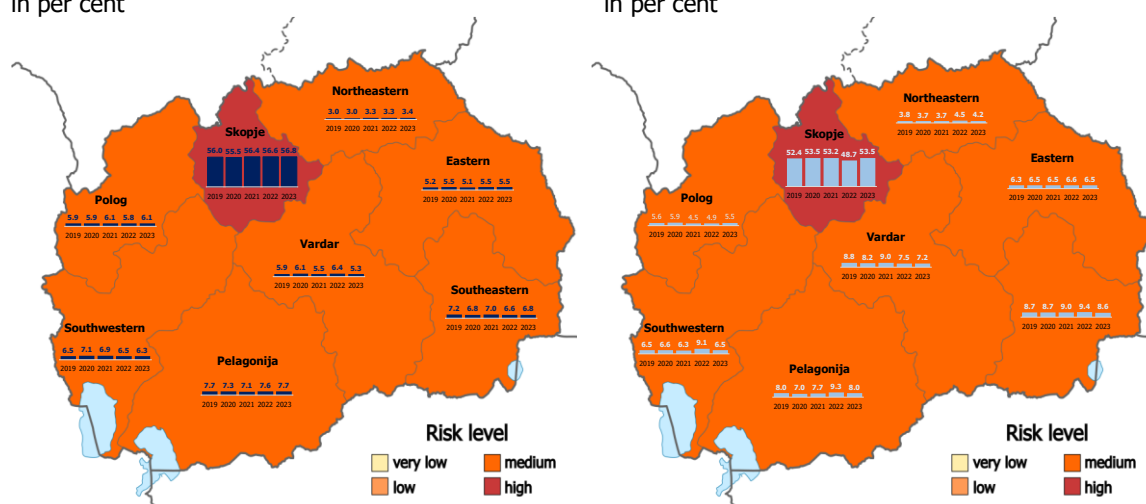 in per cent
Northeastern
3.0 3.0 3.3 3.3 3.4
2019 2020 2021 2022 2023
Skopje
56.0 55.5 56.4 56.6 56.8
2019 2020 2021 2022 2023
Eastern
5.2 5.5 5.1 5.5 5.5
2019 2020 2021 2022 2023
Polog
5.9 5.9 6.1 5.8 6.1
2019 2020 2021 2022 2023
Vardar
5.9 6.1 5.5 6.4 5.3
2019 2020 2021 2022 2023
Southeastern
7.2 6.8 7.0 6.6 6.8
2019 2020 2021 2022 2023
Southwestern
6.5 7.1 6.9 6.5 6.3
2019 2020 2021 2022 2023
Pelagonija
7.7 7.3 7.1 7.6 7.7
2019 2020 2021 2022 2023
Risk level
very low medium
low high
in per cent
Northeastern
3.8 3.7 3.7 4.5 4.2
2019 2020 2021 2022 2023
Skopje
52.4 53.5 53.2 48.7 53.5
2019 2020 2021 2022 2023
Eastern
6.3 6.5 6.5 6.6 6.5
2019 2020 2021 2022 2023
Polog
5.6 5.9 4.5 4.9 5.5
2019 2020 2021 2022 2023
Vardar
8.8 8.2 9.0 7.5 7.2
2019 2020 2021 2022 2023
8.7 8.7 9.0 9.4 8.6
2019 2020 2021 2022 2023
Southwestern
6.5 6.6 6.3 9.1 6.5
2019 2020 2021 2022 2023
Pelagonija
8.0 7.0 7.7 9.3 8.0
2019 2020 2021 2022 2023
Risk level
very low medium
low high